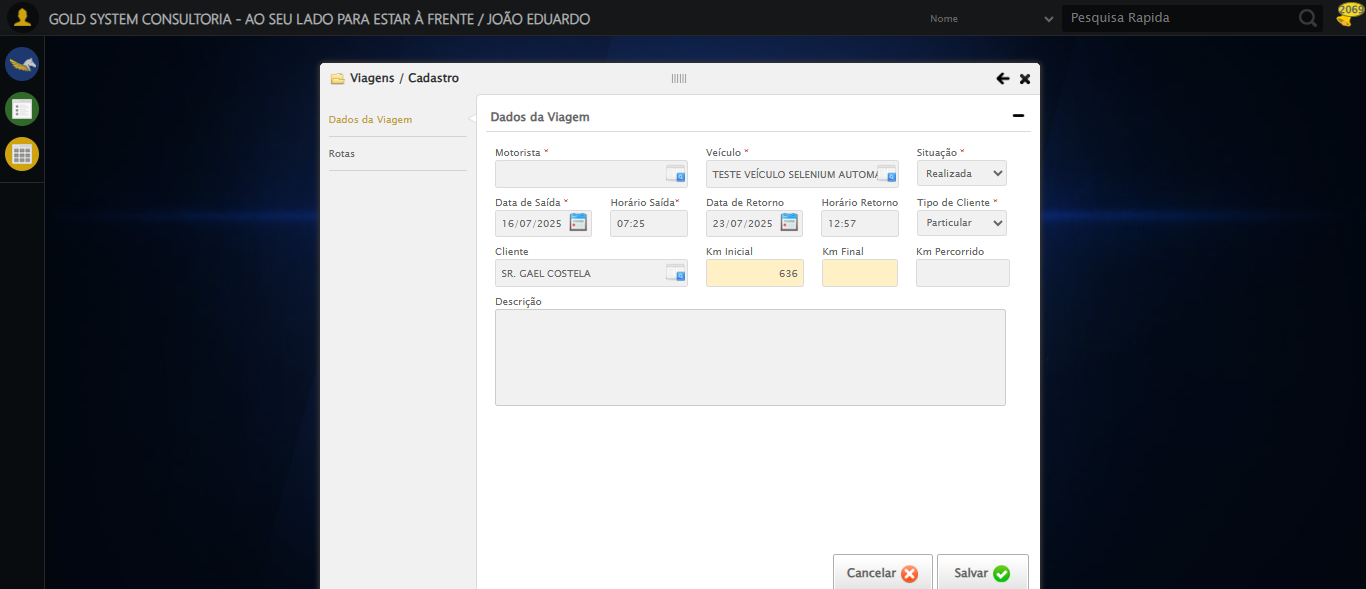 GOLD SYSTEM CONSULTORIA - AO SEU LADO PARA ESTAR À FRENTE / JOÃO EDUARDO
Nome
Pesquisa Rapida
2069
Viagens / Cadastro
Dados da Viagem
Rotas
Dados da Viagem
Motorista * Veículo * Situação *
TESTE VEÍCULO SELENIUM AUTOMA Realizada
Data de Saída * Horário Saída* Data de Retorno Horário Retorno Tipo de Cliente *
16/07/2025 07:25 23/07/2025 12:57 Particular
Cliente Km Inicial Km Final Km Percorrido
SR. GAEL COSTELA 636
Descrição
Cancelar Salvar